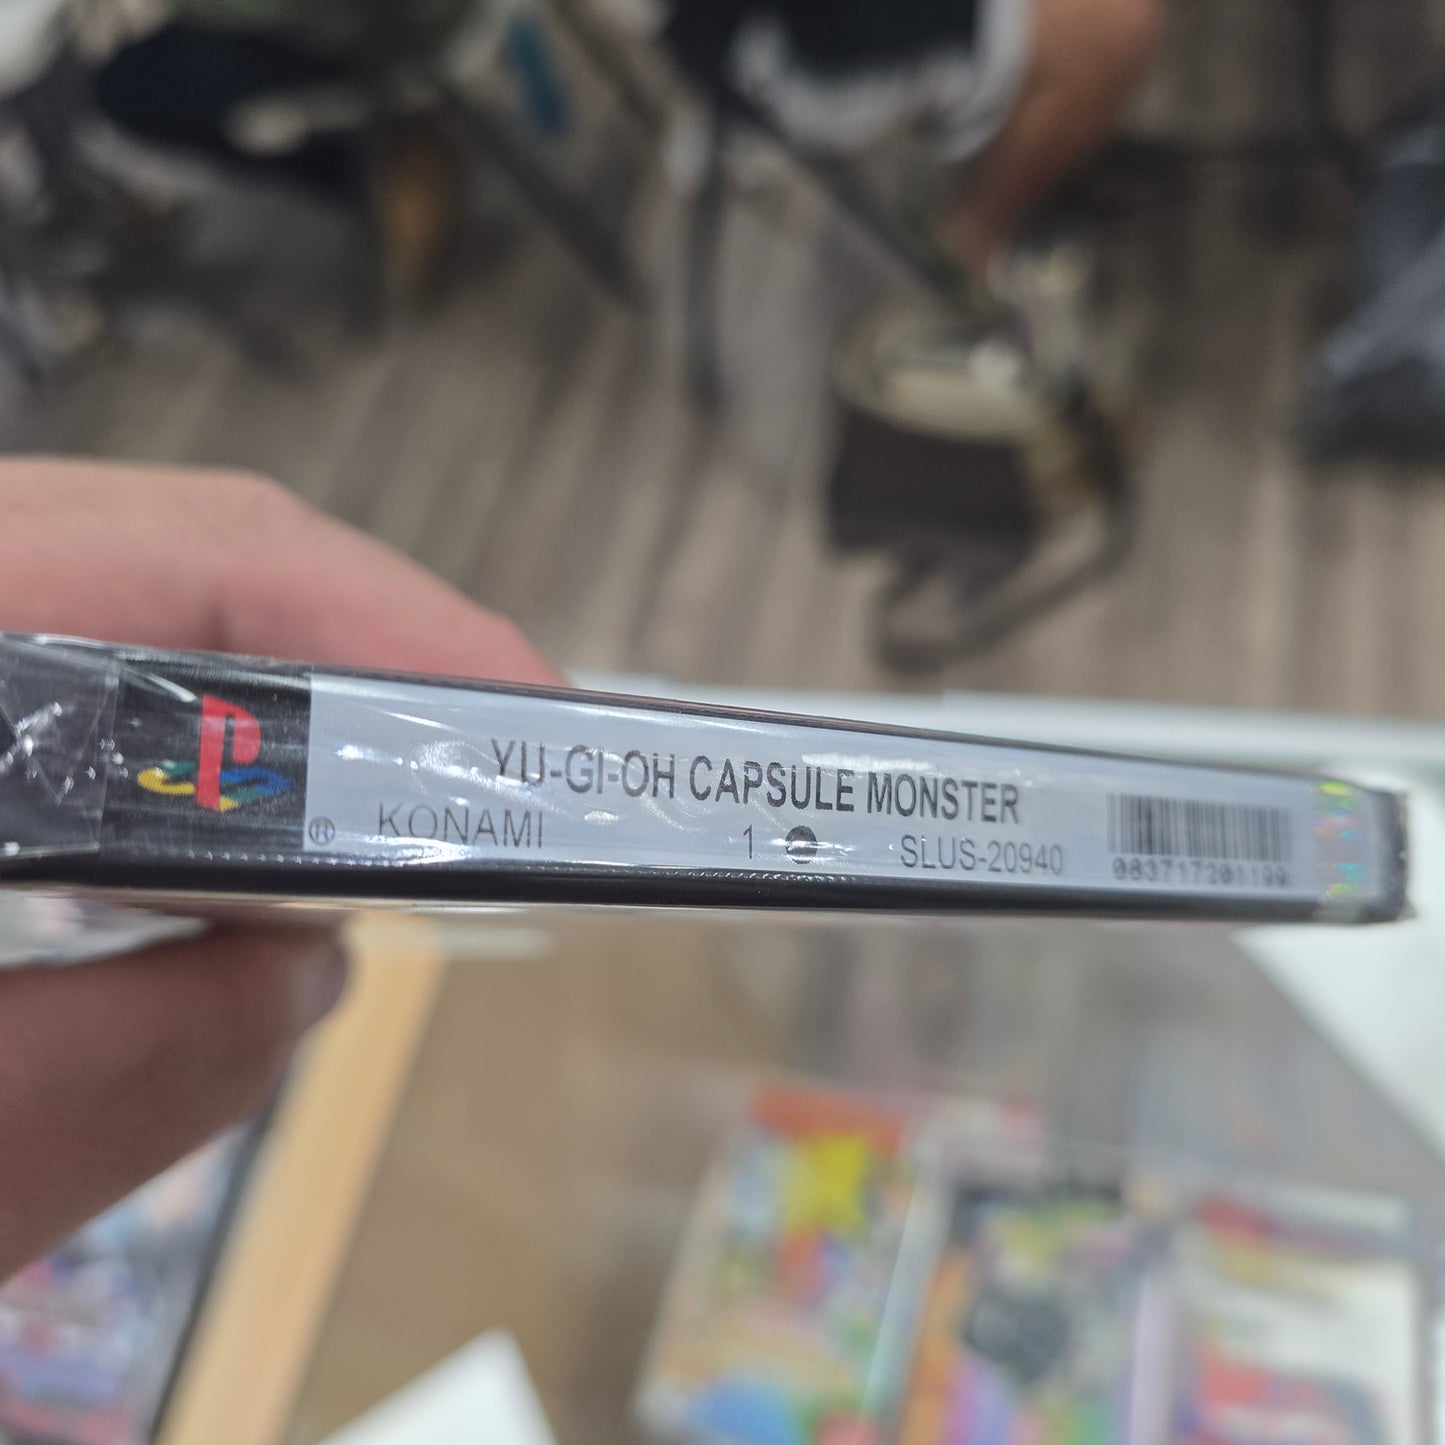 YU-GI-OH CAPSULE MONSTER
® KONAMI 1 SLUS-20940
083717201199